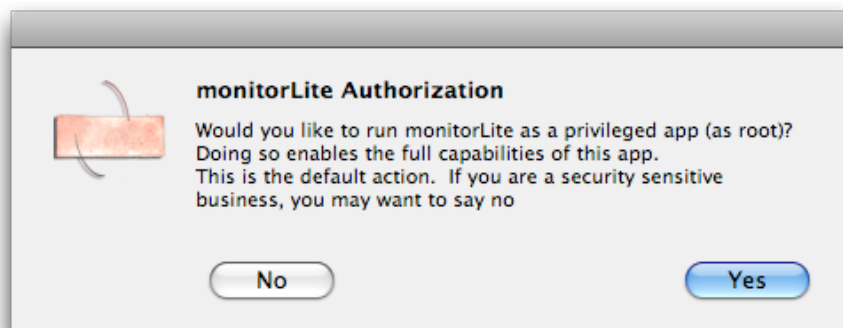 monitorLite Authorization
Would you like to run monitorLite as a privileged app (as root)?
Doing so enables the full capabilities of this app.
This is the default action.  If you are a security sensitive
business, you may want to say no
No
Yes